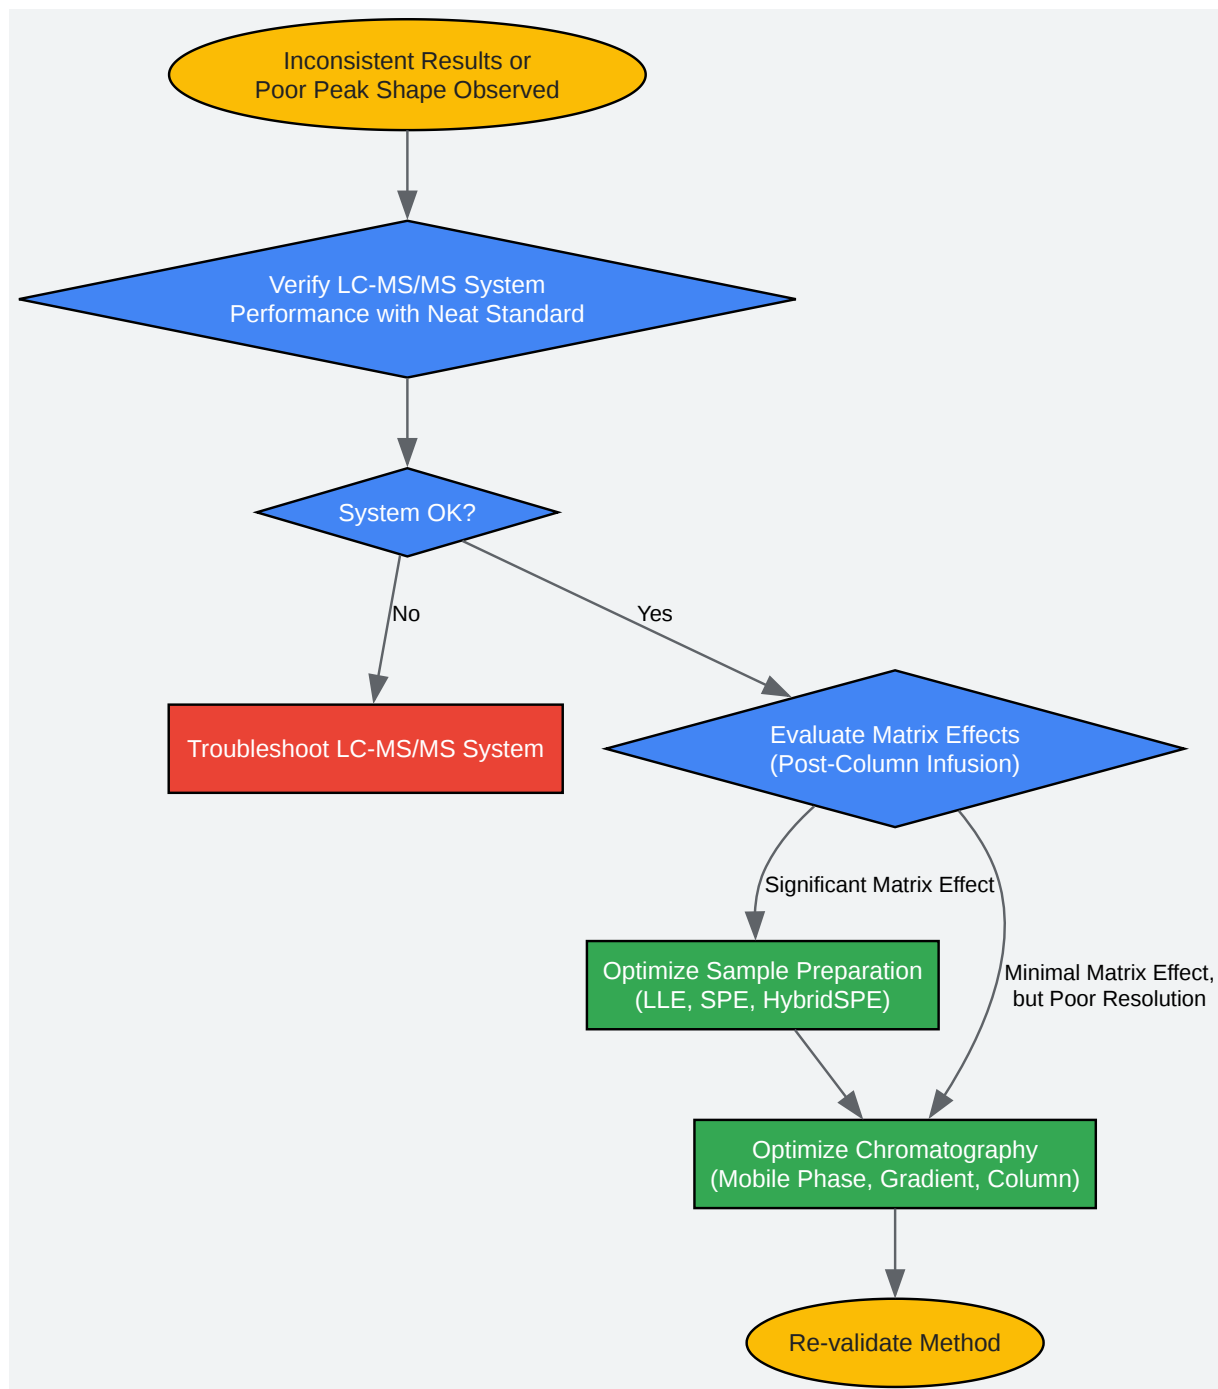 Inconsistent Results or
Poor Peak Shape Observed
Verify LC-MS/MS System
Performance with Neat Standard
System OK?
No
Yes
Troubleshoot LC-MS/MS System
Evaluate Matrix Effects
(Post-Column Infusion)
Significant Matrix Effect
Minimal Matrix Effect,
but Poor Resolution
Optimize Sample Preparation
(LLE, SPE, HybridSPE)
Optimize Chromatography
(Mobile Phase, Gradient, Column)
Re-validate Method